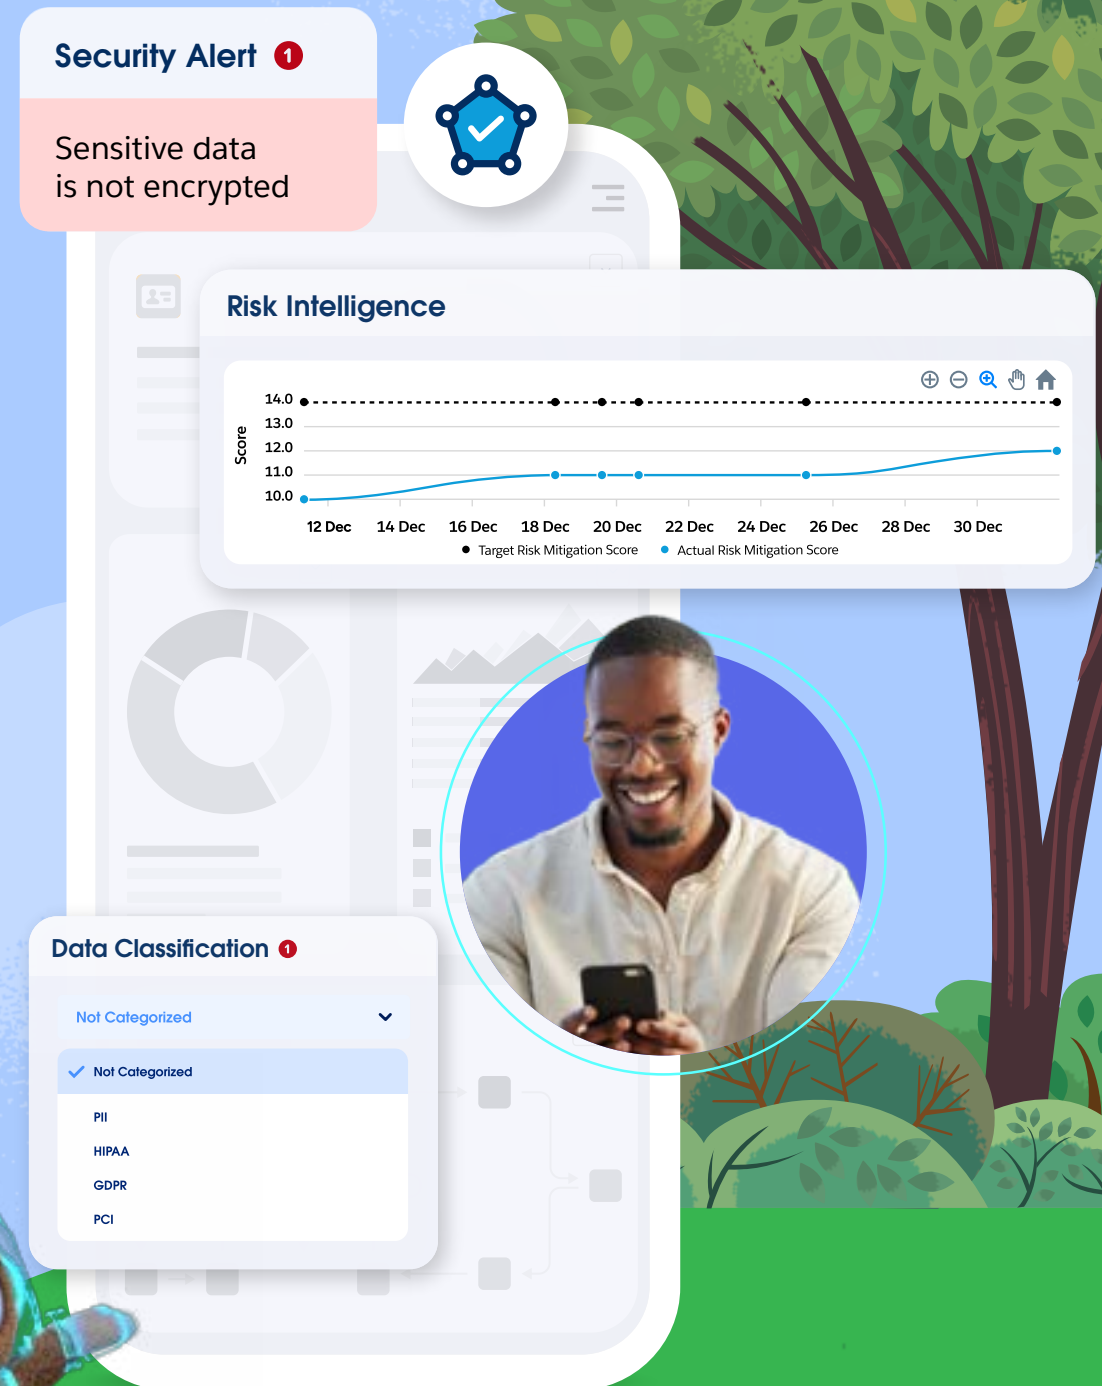 Security Alert 1
Sensitive data
is not encrypted
Risk Intelligence
Score
14.0
13.0
12.0
11.0
10.0
12 Dec 14 Dec 16 Dec 18 Dec 20 Dec 22 Dec 24 Dec 26 Dec 28 Dec 30 Dec
Target Risk Mitigation Score Actual Risk Mitigation Score
Data Classification 1
Not Categorized
Not Categorized
PII
HIPAA
GDPR
PCI